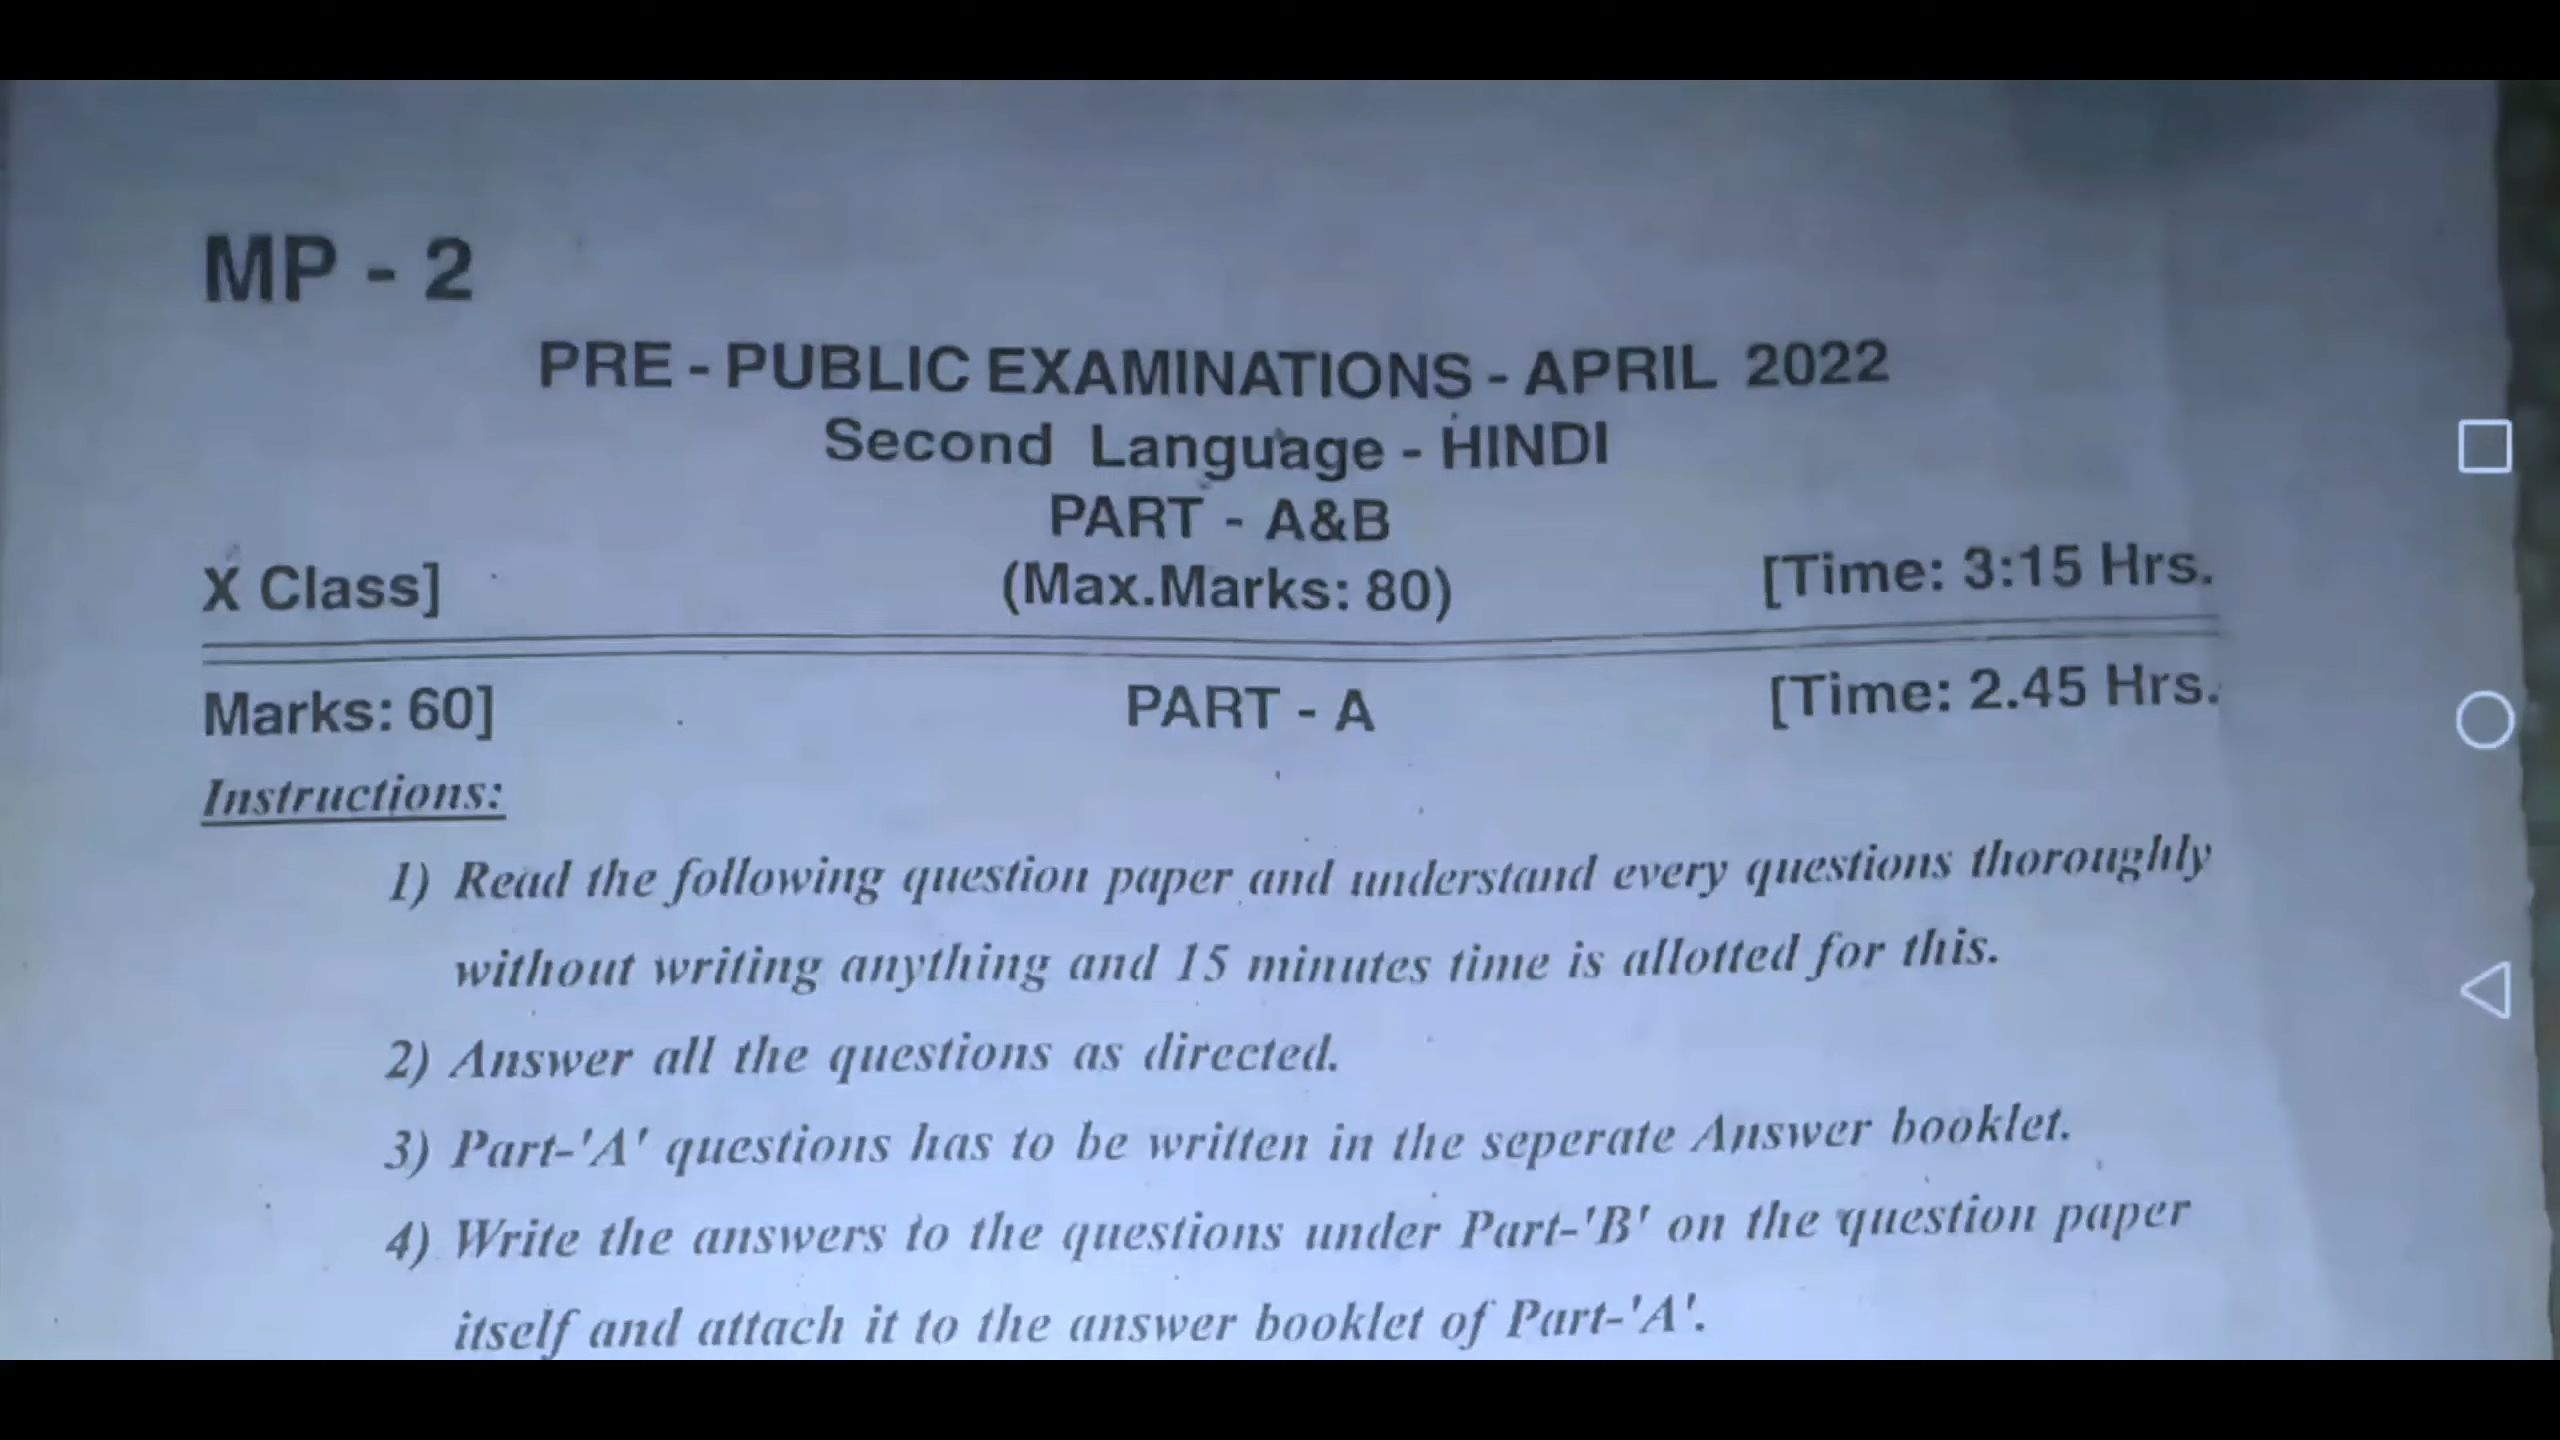 MP - 2
PRE - PUBLIC EXAMINATIONS - APRIL 2022
Second Language - HINDI
PART - A&B
X Class] (Max.Marks: 80) [Time: 3:15 Hrs.
Marks: 60] PART - A [Time: 2.45 Hrs.
Instructions:
1) Read the following question paper and understand every questions thoroughly
without writing anything and 15 minutes time is allotted for this.
2) Answer all the questions as directed.
3) Part-'A' questions has to be written in the seperate Answer booklet.
4) Write the answers to the questions under Part-'B' on the question paper
itself and attach it to the answer booklet of Part-'A'.